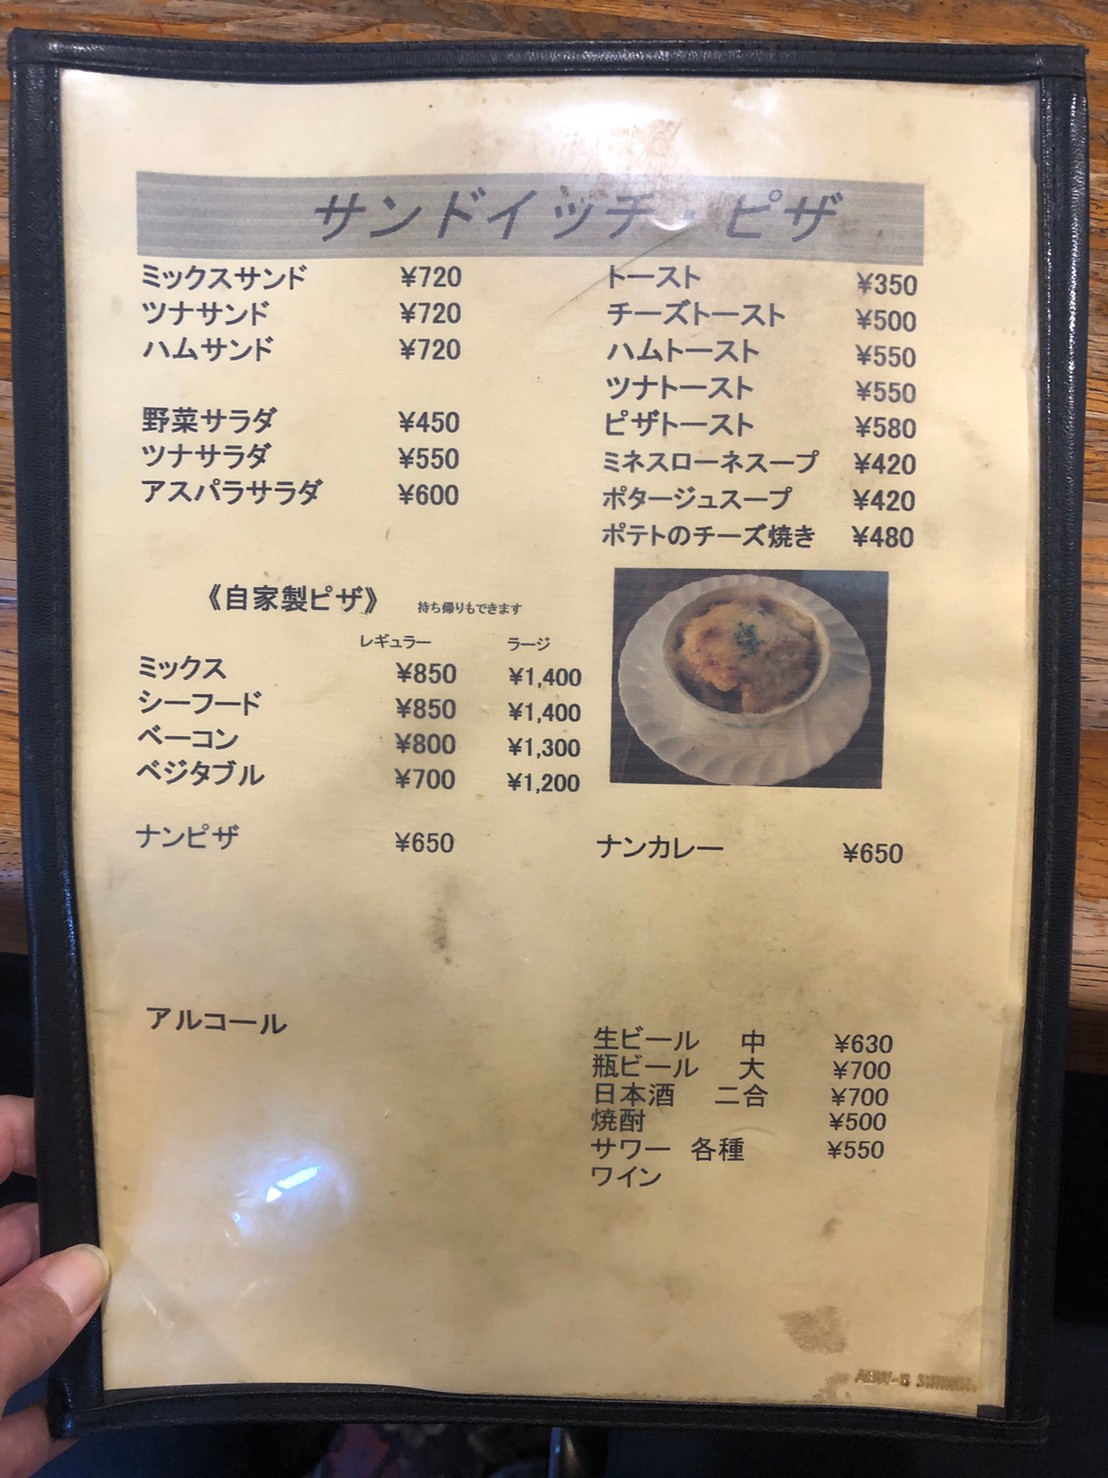 サンドイッチ・ピザ
ミックスサンド ¥720
ツナサンド ¥720
ハムサンド ¥720
野菜サラダ ¥450
ツナサラダ ¥550
アスパラサラダ ¥600
トースト ¥350
チーズトースト ¥500
ハムトースト ¥550
ツナトースト ¥550
ピザトースト ¥580
ミネスローネスープ ¥420
ポタージュスープ ¥420
ポテトのチーズ焼き ¥480
《自家製ピザ》 持ち帰りもできます
レギュラー ラージ
ミックス ¥850 ¥1,400
シーフード ¥850 ¥1,400
ベーコン ¥800 ¥1,300
ベジタブル ¥700 ¥1,200
ナンピザ ¥650
ナンカレー ¥650
アルコール
生ビール 中 ¥630
瓶ビール 大 ¥700
日本酒 二合 ¥700
焼酎 ¥500
サワー 各種 ¥550
ワイン